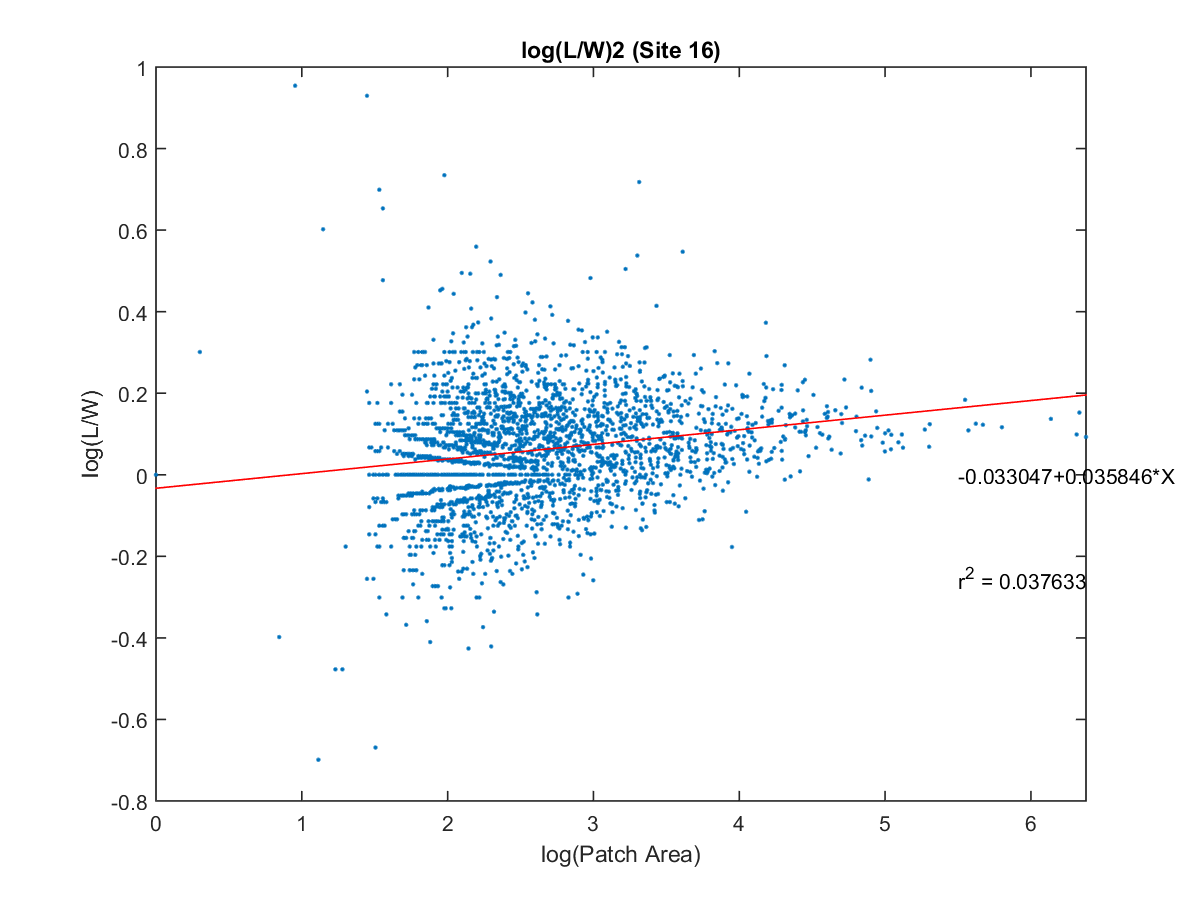 log(L/W)2 (Site 16)
1
0.8
0.6
0.4
0.2
0
-0.2
-0.4
-0.6
-0.8
log(L/W)
-0.033047+0.035846*X
r² = 0.037633
0 1 2 3 4 5 6
log(Patch Area)